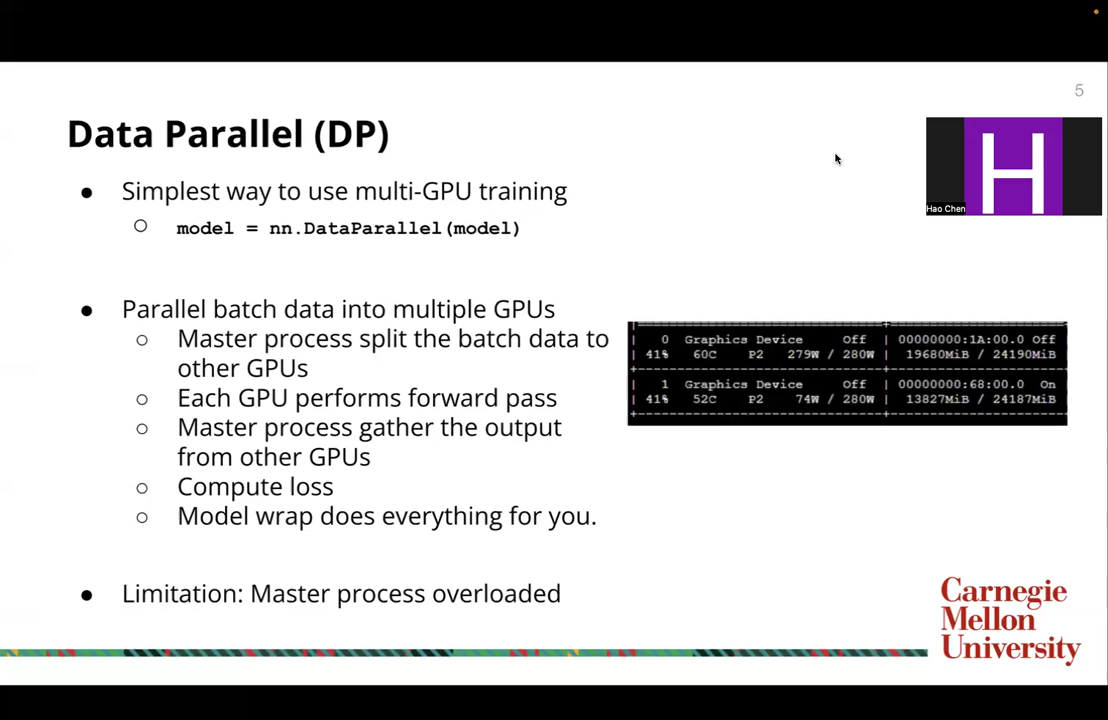 5
Data Parallel (DP)
● Simplest way to use multi-GPU training
○ model = nn.DataParallel(model)
● Parallel batch data into multiple GPUs
○ Master process split the batch data to
other GPUs
○ Each GPU performs forward pass
○ Master process gather the output
from other GPUs
○ Compute loss
○ Model wrap does everything for you.
● Limitation: Master process overloaded
H
Hao Chen
| 0 Graphics Device Off | 00000000:1A:00.0 Off
| 41% 60C P2 279W / 280W | 19680MiB / 24190MiB
| 1 Graphics Device Off | 00000000:68:00.0 On
| 41% 52C P2 74W / 280W | 13827MiB / 24187MiB
Carnegie
Mellon
University